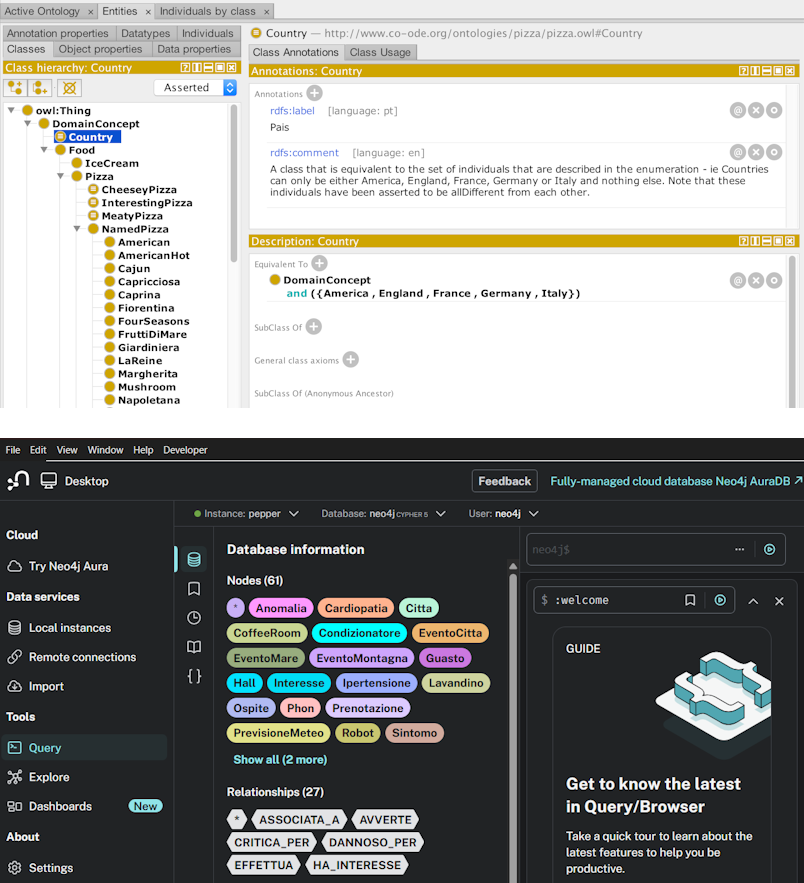 Active Ontology × Entities × Individuals by class ×
Annotation properties Datatypes Individuals
Classes Object properties Data properties
Class hierarchy: Country
Asserted
owl:Thing
DomainConcept
Country
Food
IceCream
Pizza
CheeseyPizza
InterestingPizza
MeatyPizza
NamedPizza
American
AmericanHot
Cajun
Capricciosa
Caprina
Fiorentina
FourSeasons
FruttiDiMare
Giardiniera
LaReine
Margherita
Mushroom
Napoletana
Country — http://www.co-ode.org/ontologies/pizza/pizza.owl#Country
Class Annotations Class Usage
Annotations: Country
Annotations
rdfs:label [language: pt]
Pais
rdfs:comment [language: en]
A class that is equivalent to the set of individuals that are described in the enumeration - ie Countries
can only be either America, England, France, Germany or Italy and nothing else. Note that these
individuals have been asserted to be allDifferent from each other.
Description: Country
Equivalent To
DomainConcept
and ({America , England , France , Germany , Italy})
SubClass Of
General class axioms
SubClass Of (Anonymous Ancestor)
File Edit View Window Help Developer
Desktop
Feedback Fully-managed cloud database Neo4j AuraDB
Cloud
Try Neo4j Aura
Data services
Local instances
Remote connections
Import
Tools
Query
Explore
Dashboards New
About
Settings
Instance: pepper Database: neo4j CYPHER 5 User: neo4j
Database information
Nodes (61)
* Anomalia Cardiopatia Citta
CoffeeRoom Condizionatore EventoCitta
EventoMare EventoMontagna Guasto
Hall Interesse Ipertensione Lavandino
Ospite Phon Prenotazione
PrevisioneMeteo Robot Sintomo
Show all (2 more)
Relationships (27)
* ASSOCIATA_A AVVERTE
CRITICA_PER DANNOSO_PER
EFFETTUA HA_INTERESSE
neo4j$
$ :welcome
GUIDE
Get to know the latest
in Query/Browser
Take a quick tour to learn about the
latest features to help you be
productive.